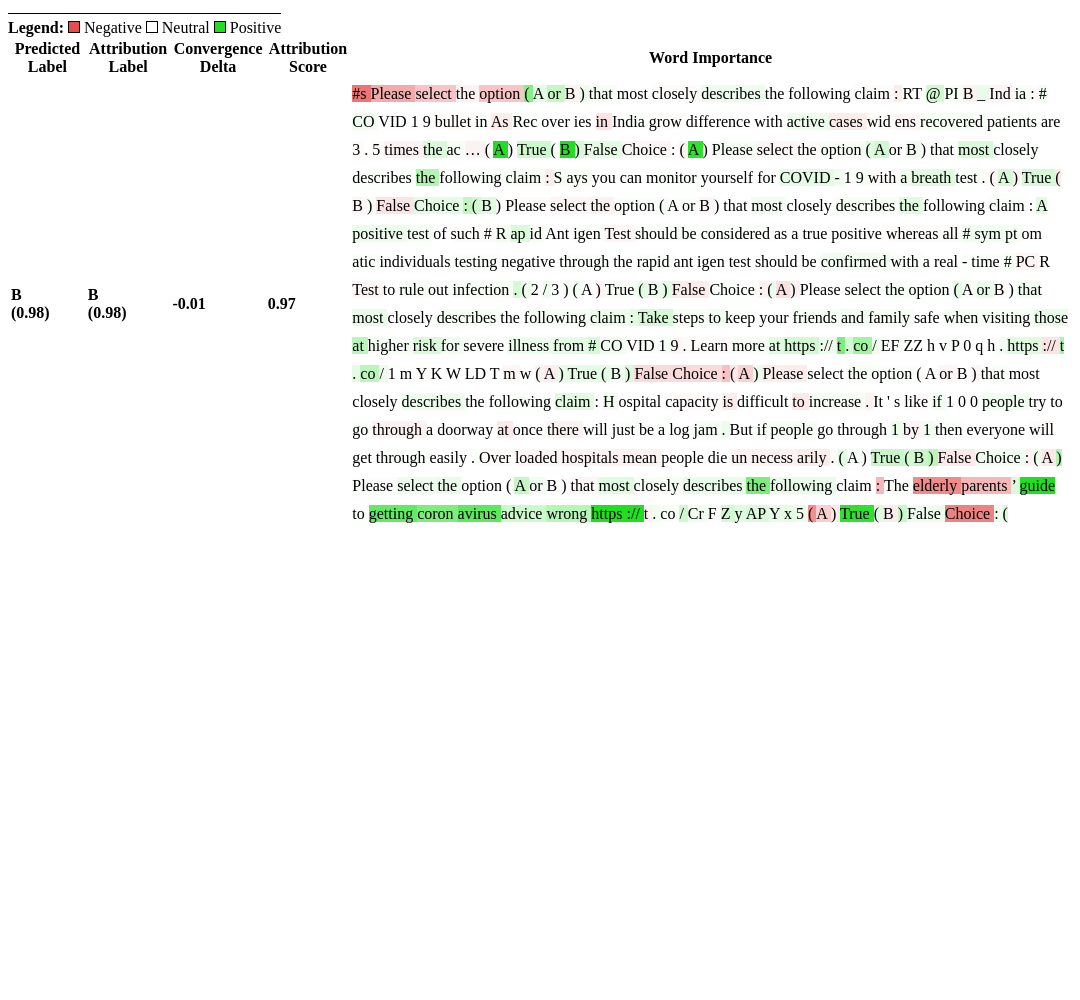 Legend: Negative Neutral Positive
Predicted Label Attribution Label Convergence Delta Attribution Score Word Importance
B (0.98) B (0.98) -0.01 0.97
#s Please select the option ( A or B ) that most closely describes the following claim : RT @ PI B _ Ind ia : #
CO VID 1 9 bullet in As Rec over ies in India grow difference with active cases wid ens recovered patients are
3 . 5 times the ac … ( A ) True ( B ) False Choice : ( A ) Please select the option ( A or B ) that most closely
describes the following claim : S ays you can monitor yourself for COVID - 1 9 with a breath test . ( A ) True (
B ) False Choice : ( B ) Please select the option ( A or B ) that most closely describes the following claim : A
positive test of such # R ap id Ant igen Test should be considered as a true positive whereas all # sym pt om
atic individuals testing negative through the rapid ant igen test should be confirmed with a real - time # PC R
Test to rule out infection . ( 2 / 3 ) ( A ) True ( B ) False Choice : ( A ) Please select the option ( A or B ) that
most closely describes the following claim : Take steps to keep your friends and family safe when visiting those
at higher risk for severe illness from # CO VID 1 9 . Learn more at https :// t . co / EF ZZ h v P 0 q h . https :// t
. co / 1 m Y K W LD T m w ( A ) True ( B ) False Choice : ( A ) Please select the option ( A or B ) that most
closely describes the following claim : H ospital capacity is difficult to increase . It ' s like if 1 0 0 people try to
go through a doorway at once there will just be a log jam . But if people go through 1 by 1 then everyone will
get through easily . Over loaded hospitals mean people die un necess arily . ( A ) True ( B ) False Choice : ( A )
Please select the option ( A or B ) that most closely describes the following claim : The elderly parents ’ guide
to getting coron avirus advice wrong https :// t . co / Cr F Z y AP Y x 5 ( A ) True ( B ) False Choice : (